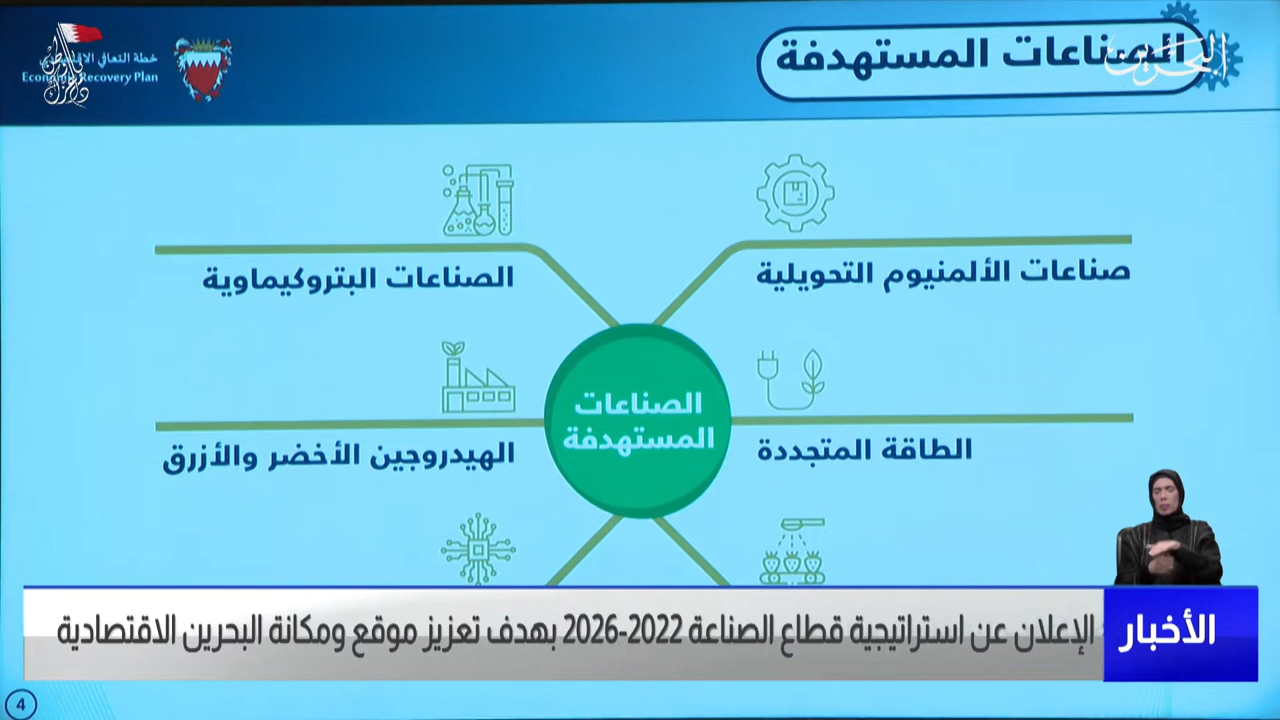 الصناعات المستهدفة
البحرين
خطة التعافي
Economic Recovery Plan
صناعات الألمنيوم التحويلية
الصناعات البتروكيماوية
الصناعات
المستهدفة
الطاقة المتجددة
الهيدروجين الأخضر والأزرق
الأخبار
الإعلان عن استراتيجية قطاع الصناعة 2022-2026 بهدف تعزيز موقع ومكانة البحرين الاقتصادية
4